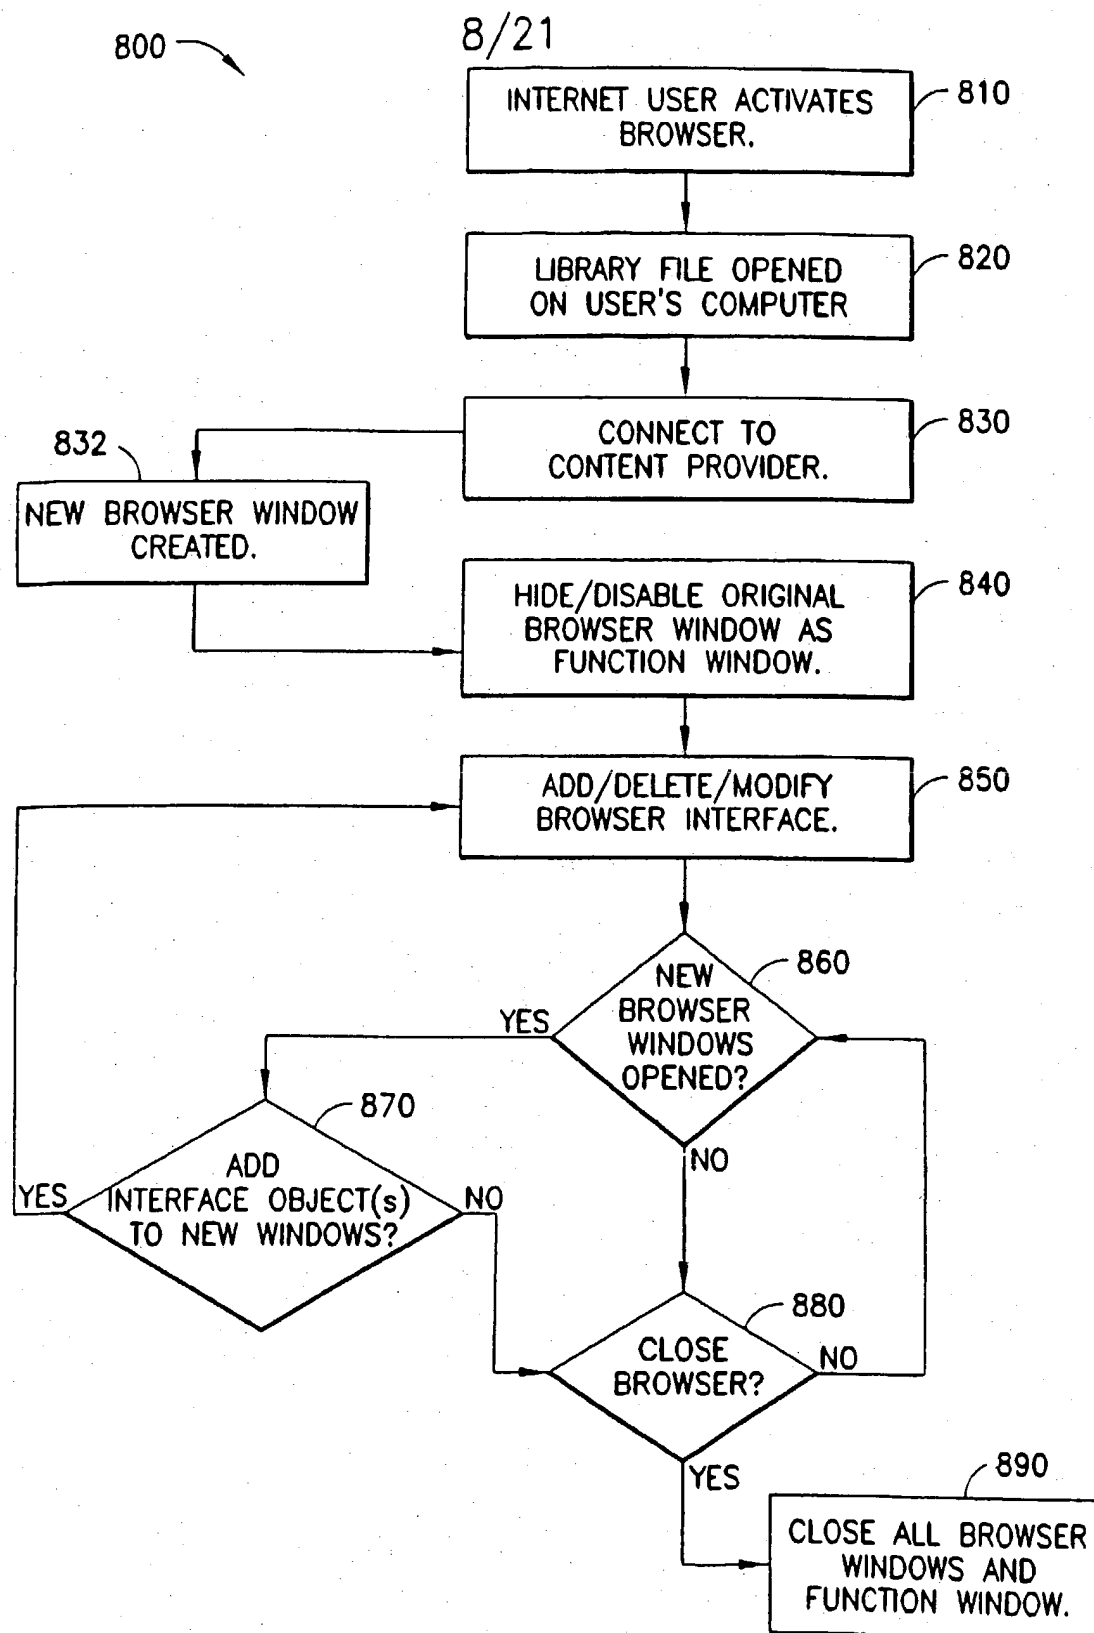 8/21
800
INTERNET USER ACTIVATES
BROWSER.
810
LIBRARY FILE OPENED
ON USER'S COMPUTER
820
CONNECT TO
CONTENT PROVIDER.
830
832
NEW BROWSER WINDOW
CREATED.
HIDE/DISABLE ORIGINAL
BROWSER WINDOW AS
FUNCTION WINDOW.
840
ADD/DELETE/MODIFY
BROWSER INTERFACE.
850
NEW
BROWSER
WINDOWS
OPENED?
860
YES
NO
870
ADD
INTERFACE OBJECT(s)
TO NEW WINDOWS?
YES
NO
880
CLOSE
BROWSER?
NO
YES
890
CLOSE ALL BROWSER
WINDOWS AND
FUNCTION WINDOW.